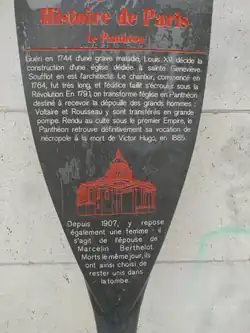 Histoire de Paris
Le Panthéon
Guéri en 1744 d'une grave maladie, Louis XV décide la
construction d'une église dédiée à sainte Geneviève.
Soufflot en est l'architecte. Le chantier, commencé en
1764, fut très long, et l'édifice faillit s'écrouler sous la
Révolution. En 1791, on transforme l'église en Panthéon
destiné à recevoir la dépouille des grands hommes :
Voltaire et Rousseau y sont transférés en grande
pompe. Rendu au culte sous le premier Empire, le
Panthéon retrouve définitivement sa vocation de
nécropole à la mort de Victor Hugo, en 1885.
Depuis 1907, y repose
également une femme : il
s'agit de l'épouse de
Marcelin Berthelot.
Morts le même jour, ils
ont ainsi choisi de
rester unis dans
la tombe.